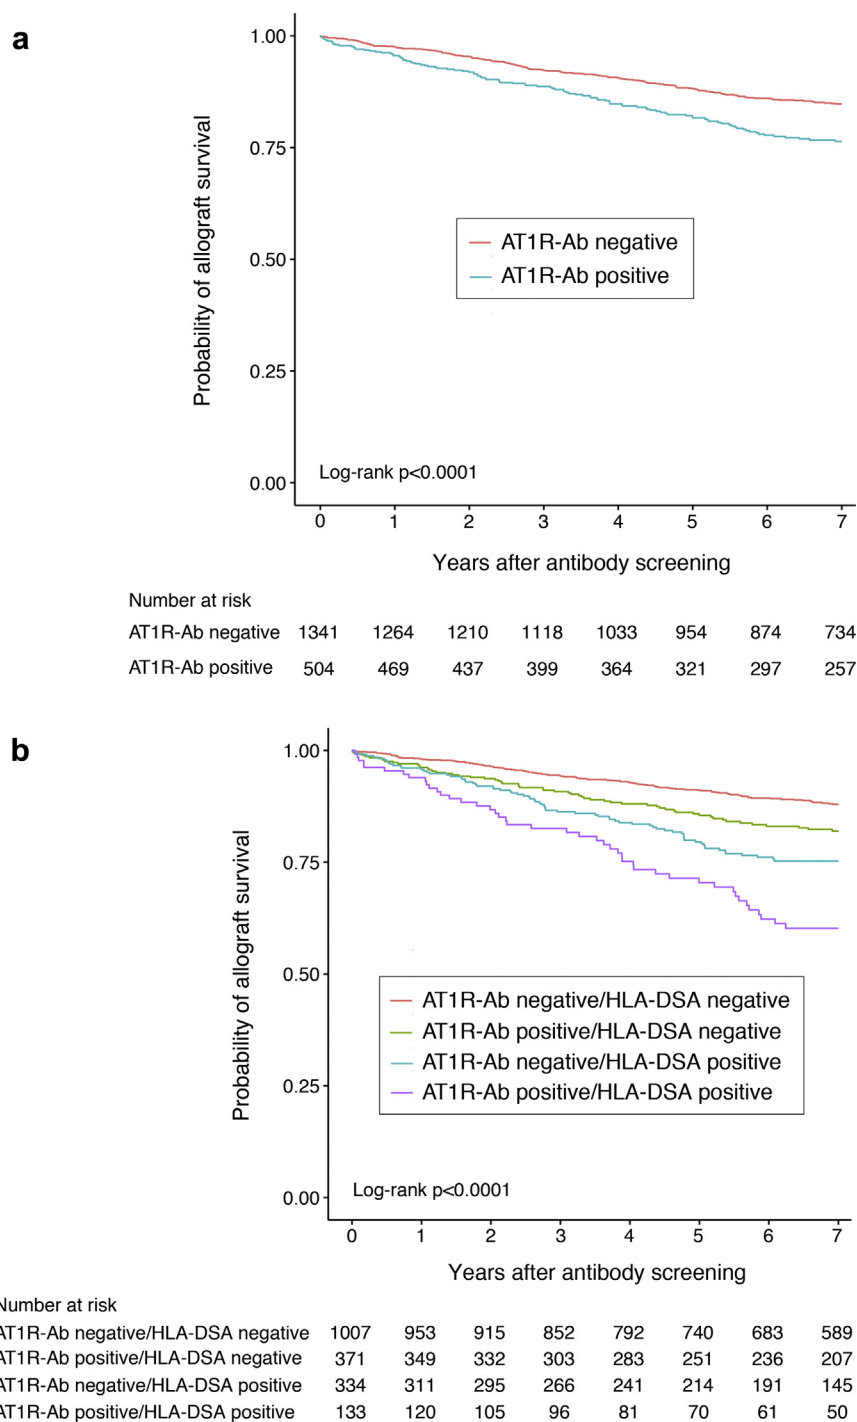 a
1.00
0.75
0.50
0.25
0.00
Probability of allograft survival
AT1R-Ab negative
AT1R-Ab positive
Log-rank p<0.0001
0 1 2 3 4 5 6 7
Years after antibody screening
Number at risk
AT1R-Ab negative 1341 1264 1210 1118 1033 954 874 734
AT1R-Ab positive 504 469 437 399 364 321 297 257
b
1.00
0.75
0.50
0.25
0.00
Probability of allograft survival
AT1R-Ab negative/HLA-DSA negative
AT1R-Ab positive/HLA-DSA negative
AT1R-Ab negative/HLA-DSA positive
AT1R-Ab positive/HLA-DSA positive
Log-rank p<0.0001
0 1 2 3 4 5 6 7
Years after antibody screening
Number at risk
AT1R-Ab negative/HLA-DSA negative 1007 953 915 852 792 740 683 589
AT1R-Ab positive/HLA-DSA negative 371 349 332 303 283 251 236 207
AT1R-Ab negative/HLA-DSA positive 334 311 295 266 241 214 191 145
AT1R-Ab positive/HLA-DSA positive 133 120 105 96 81 70 61 50